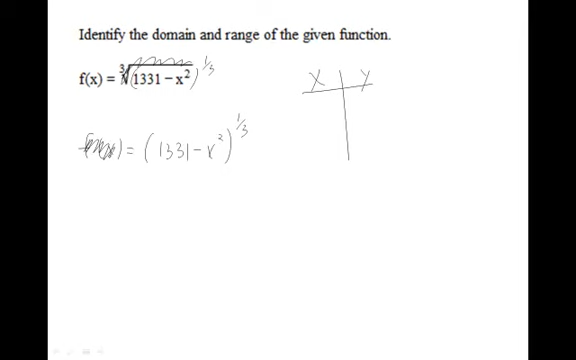 Identify the domain and range of the given function.
f(x) = ∛(1331 − x²) 1/3
X Y
= (1331 − x²)^1/3